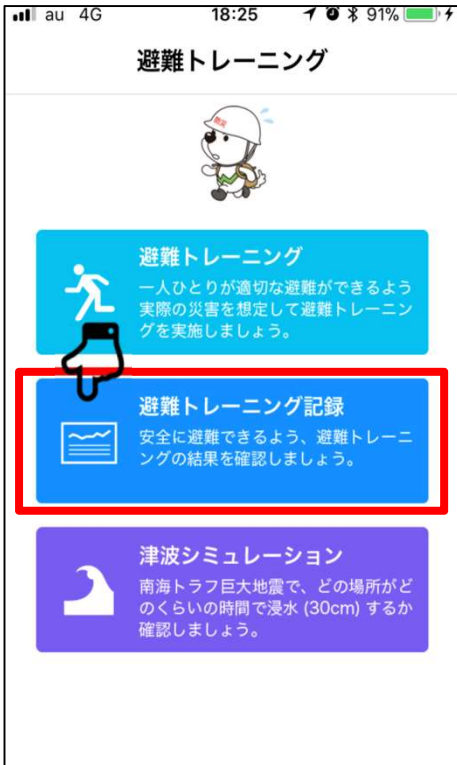 au 4G 18:25 91%
避難トレーニング
防災
避難トレーニング
一人ひとりが適切な避難ができるよう
実際の災害を想定して避難トレーニン
グを実施しましょう。
避難トレーニング記録
安全に避難できるよう、避難トレーニ
ングの結果を確認しましょう。
津波シミュレーション
南海トラフ巨大地震で、どの場所がど
のくらいの時間で浸水 (30cm) するか
確認しましょう。